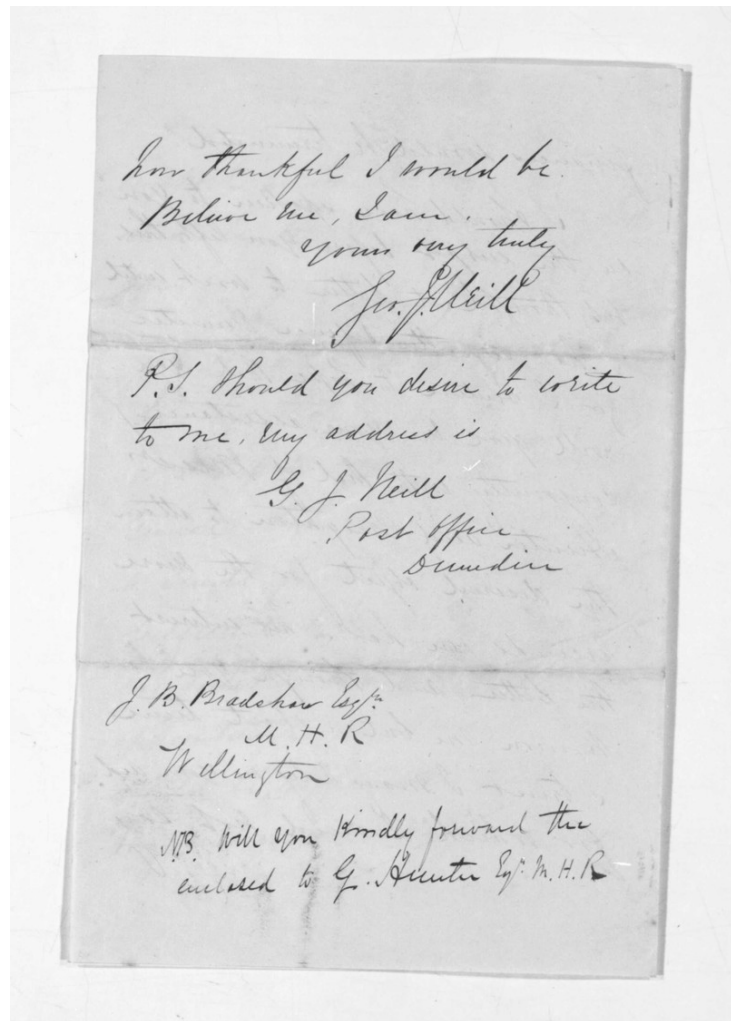 how thankful I would be.
Believe me, I am.
yours very truly
Geo. J. Neill
P.S. Should you desire to write
to me, my address is
G. J. Neill
Post Office
Dunedin
J. B. Bradshaw Esqre
M. H. R
Wellington
N.B. Will you Kindly forward the
enclosed to G. Hunter Esqr. M. H. R